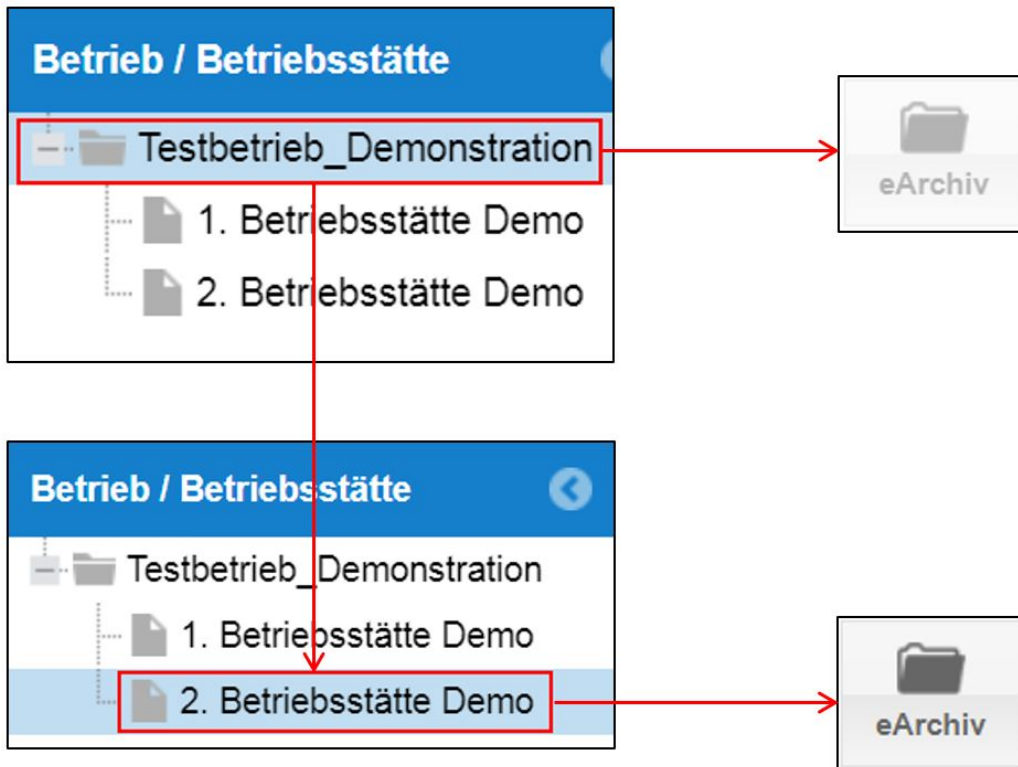 Betrieb / Betriebsstätte
Testbetrieb_Demonstration
1. Betriebsstätte Demo
2. Betriebsstätte Demo
eArchiv
Betrieb / Betriebsstätte
Testbetrieb_Demonstration
1. Betriebsstätte Demo
2. Betriebsstätte Demo
eArchiv